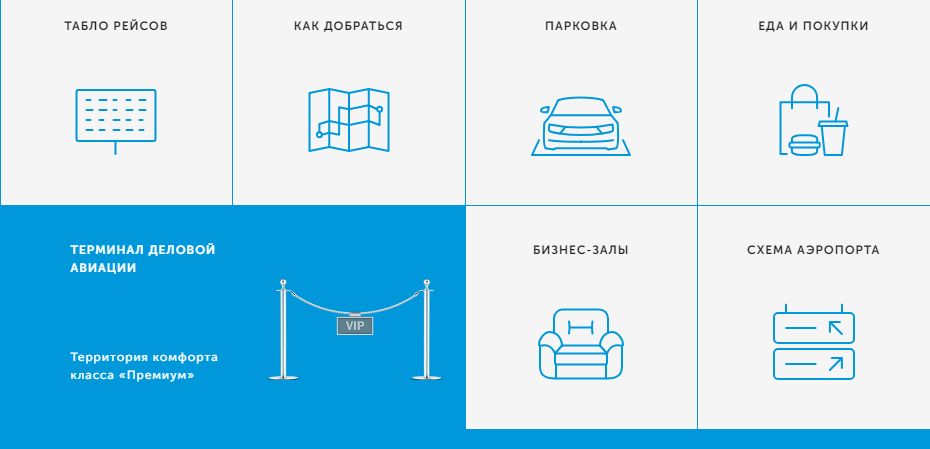 ТАБЛО РЕЙСОВ
КАК ДОБРАТЬСЯ
ПАРКОВКА
ЕДА И ПОКУПКИ
ТЕРМИНАЛ ДЕЛОВОЙ
АВИАЦИИ
VIP
Территория комфорта
класса «Премиум»
БИЗНЕС-ЗАЛЫ
СХЕМА АЭРОПОРТА